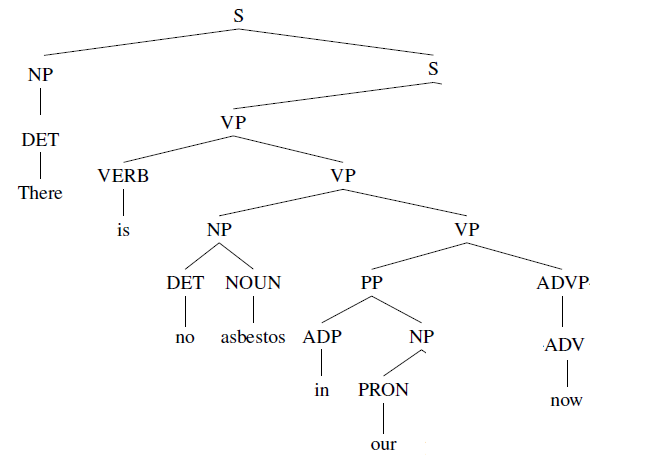 S
NP S
DET VP
There VERB VP
is NP VP
DET NOUN PP ADVP
no asbestos ADP NP ADV
in PRON now
our